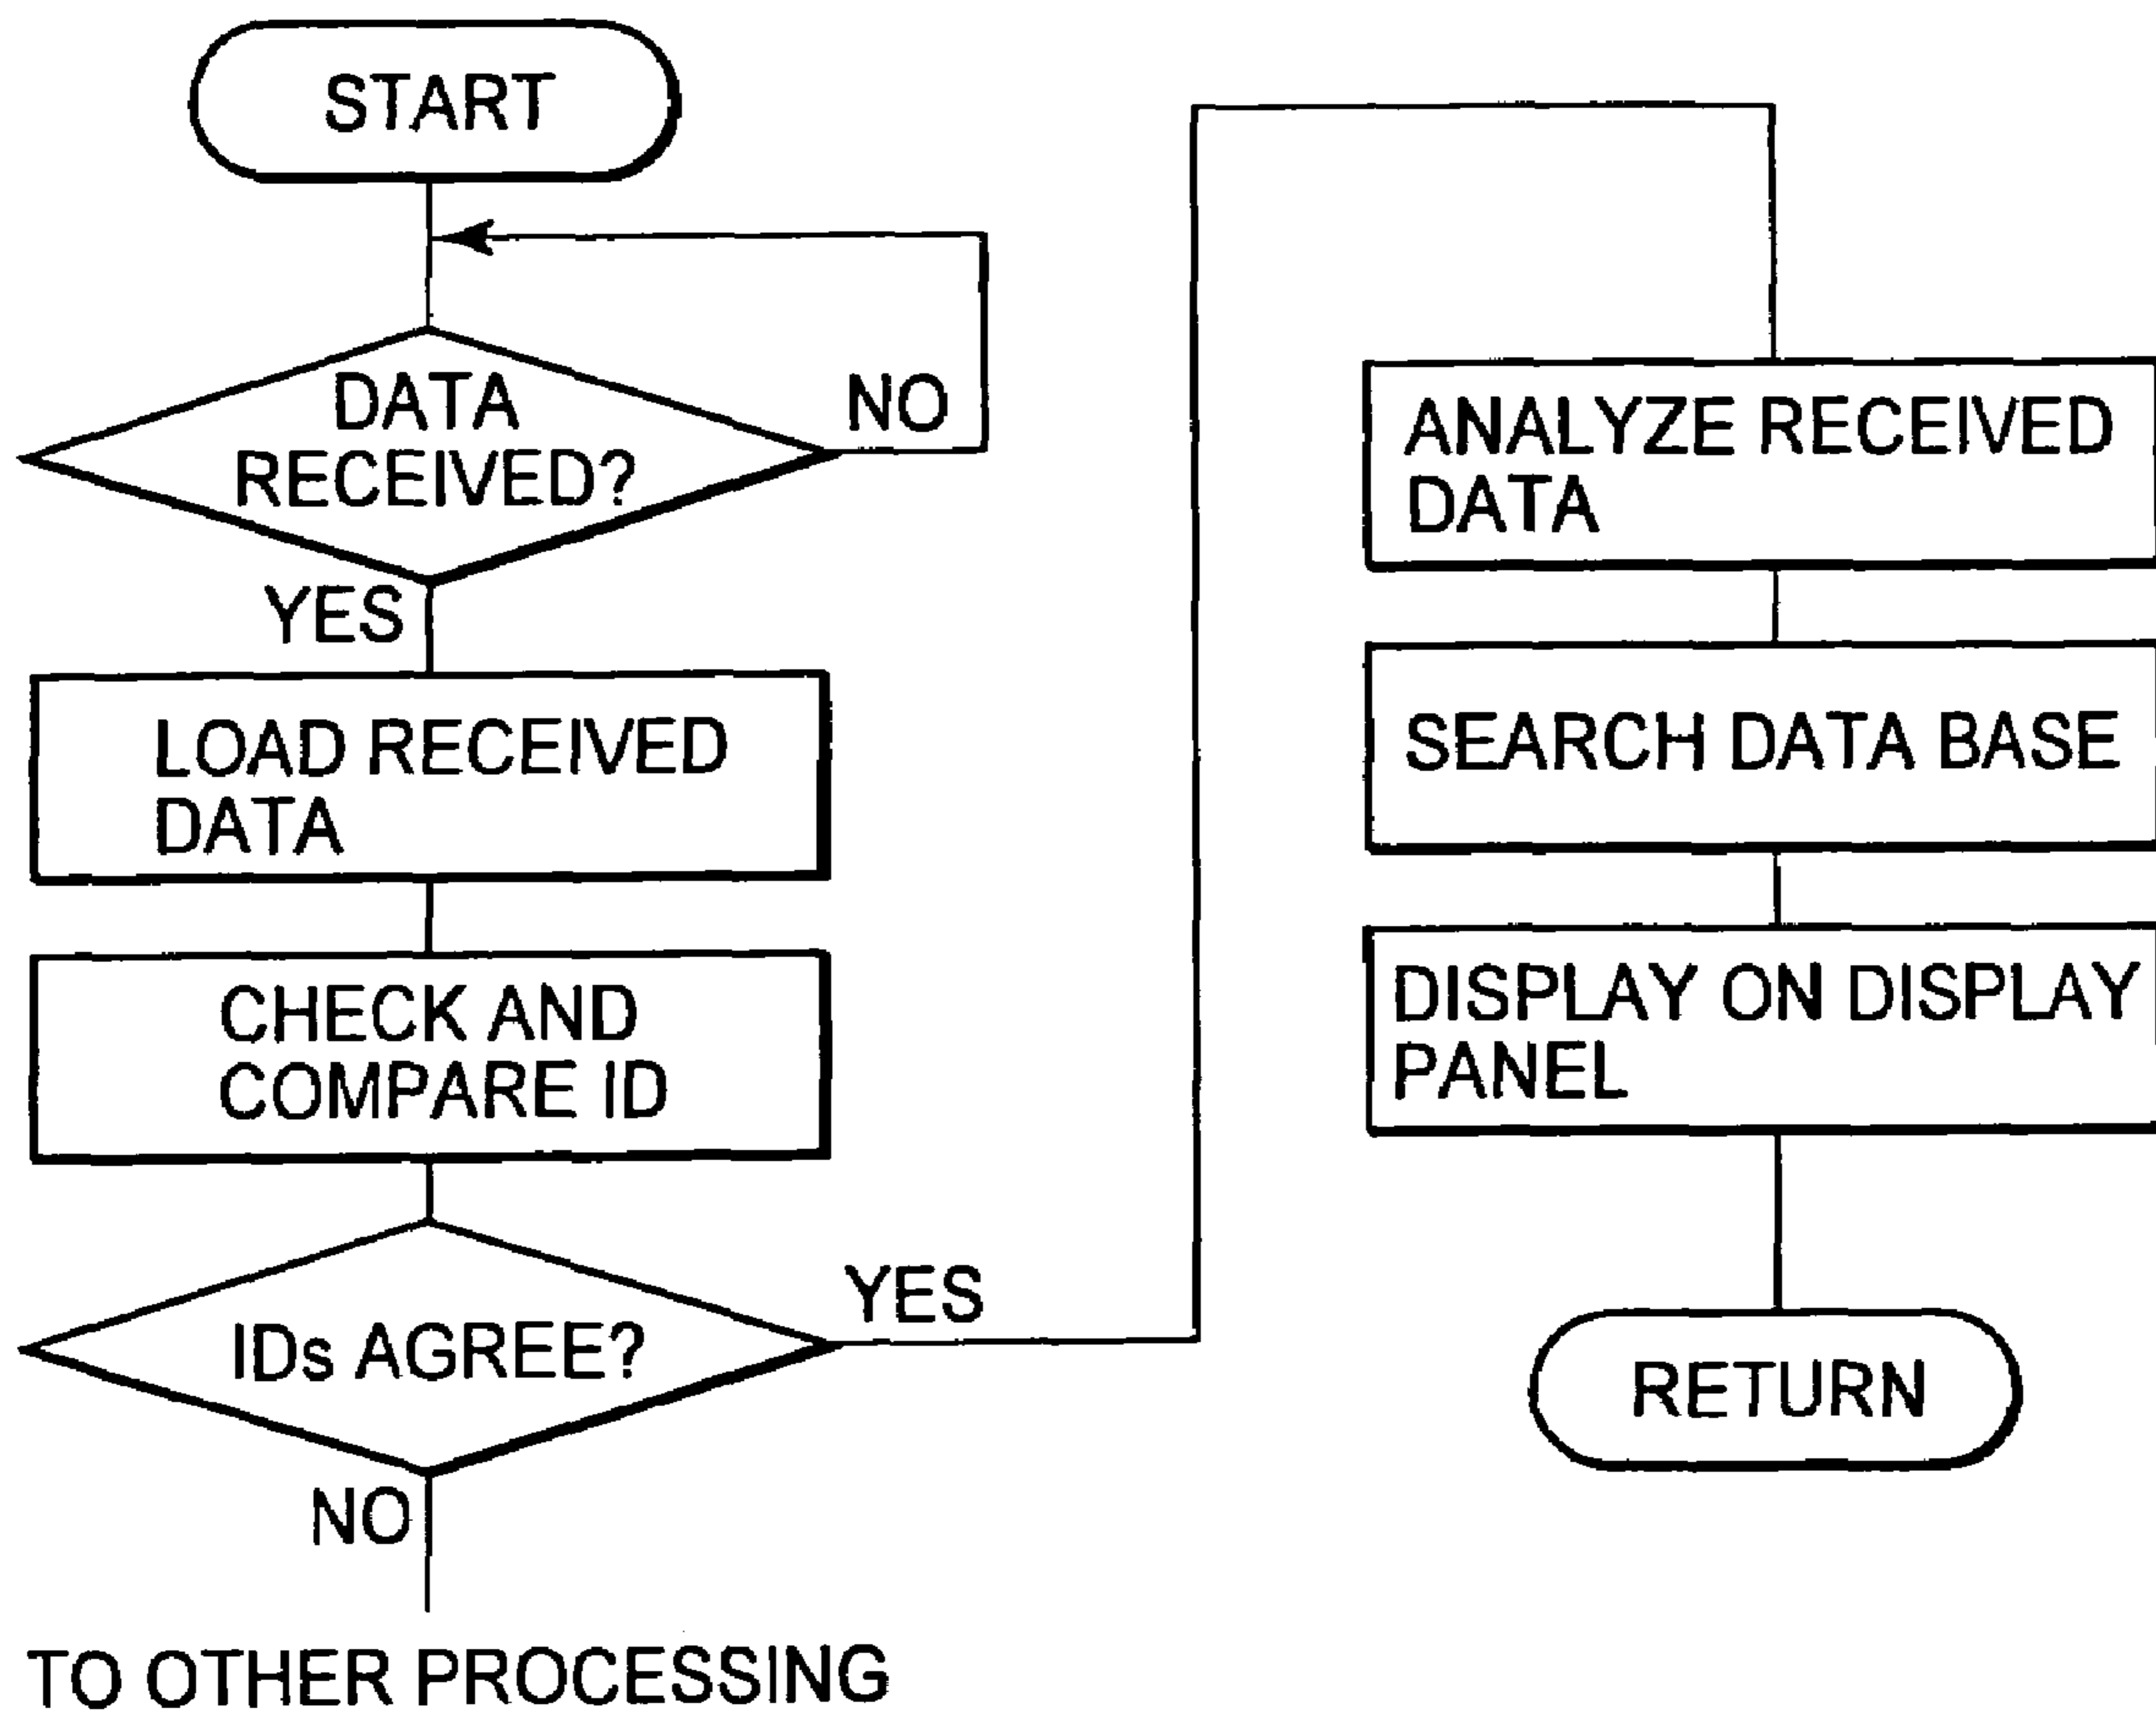 START
DATA
RECEIVED?
NO
YES
LOAD RECEIVED
DATA
CHECK AND
COMPARE ID
IDs AGREE?
YES
NO
TO OTHER PROCESSING
ANALYZE RECEIVED
DATA
SEARCH DATA BASE
DISPLAY ON DISPLAY
PANEL
RETURN